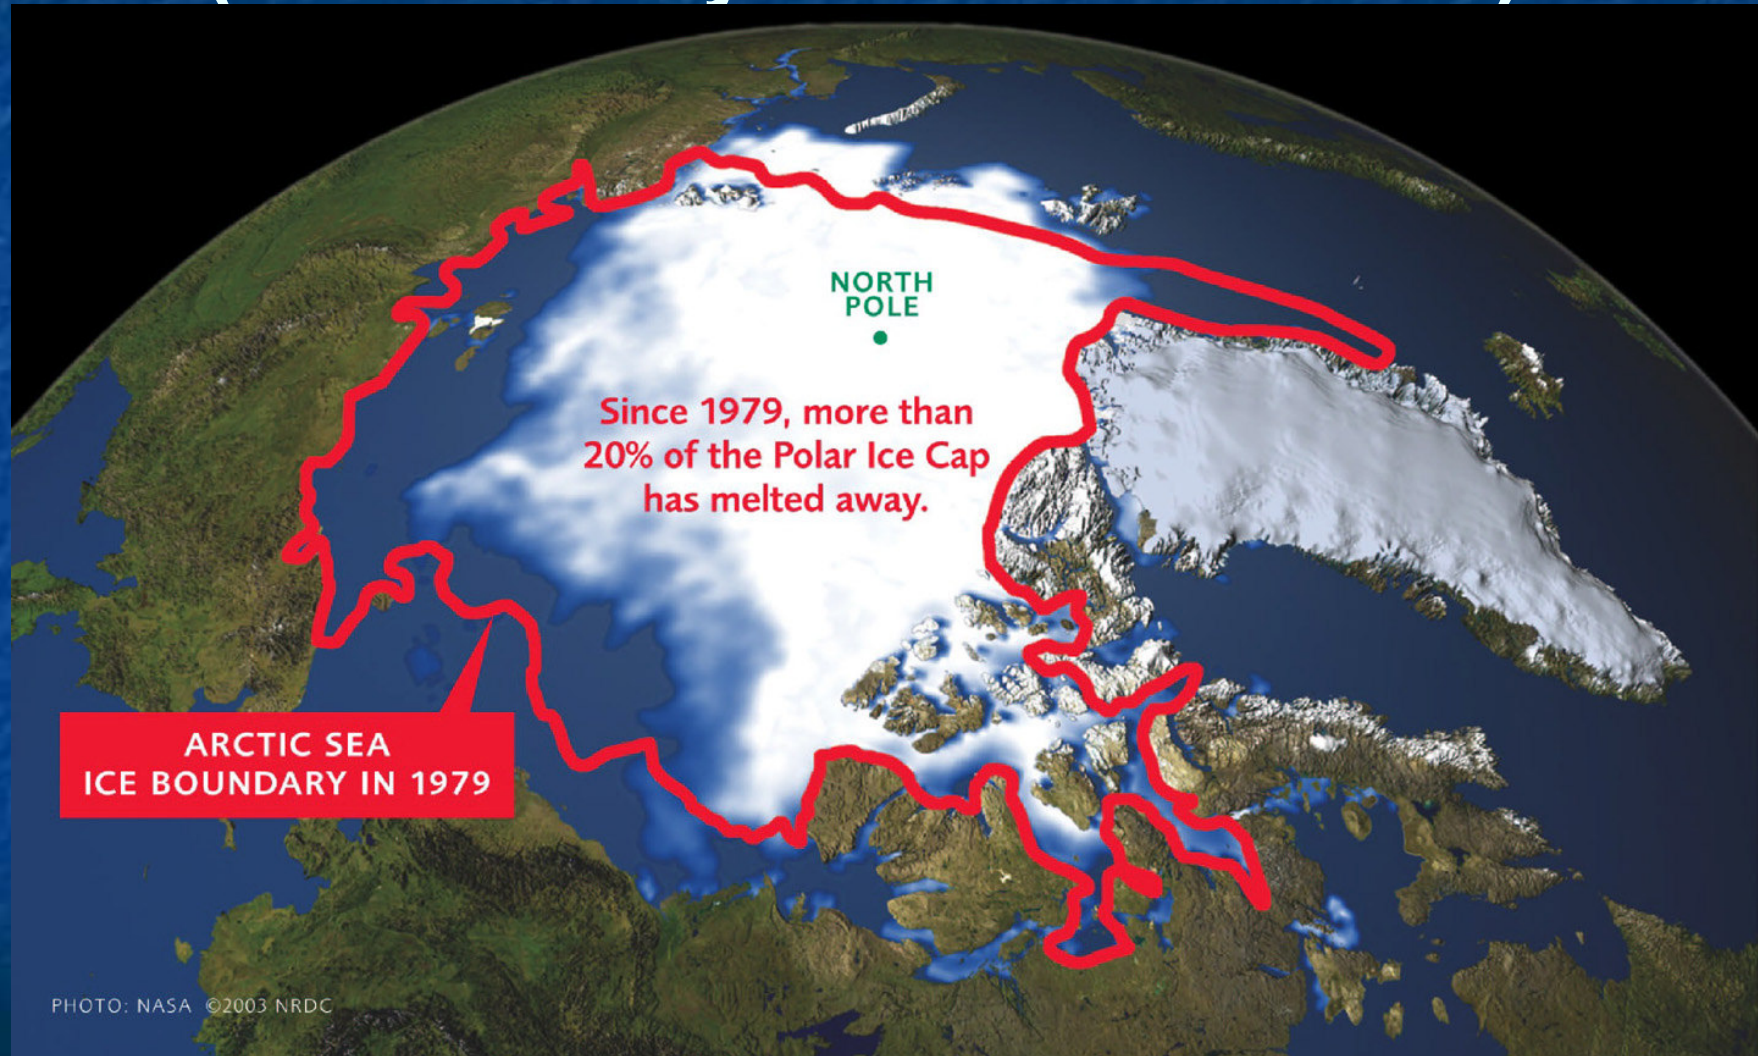 NORTH
POLE
Since 1979, more than
20% of the Polar Ice Cap
has melted away.
ARCTIC SEA
ICE BOUNDARY IN 1979
PHOTO: NASA ©2003 NRDC